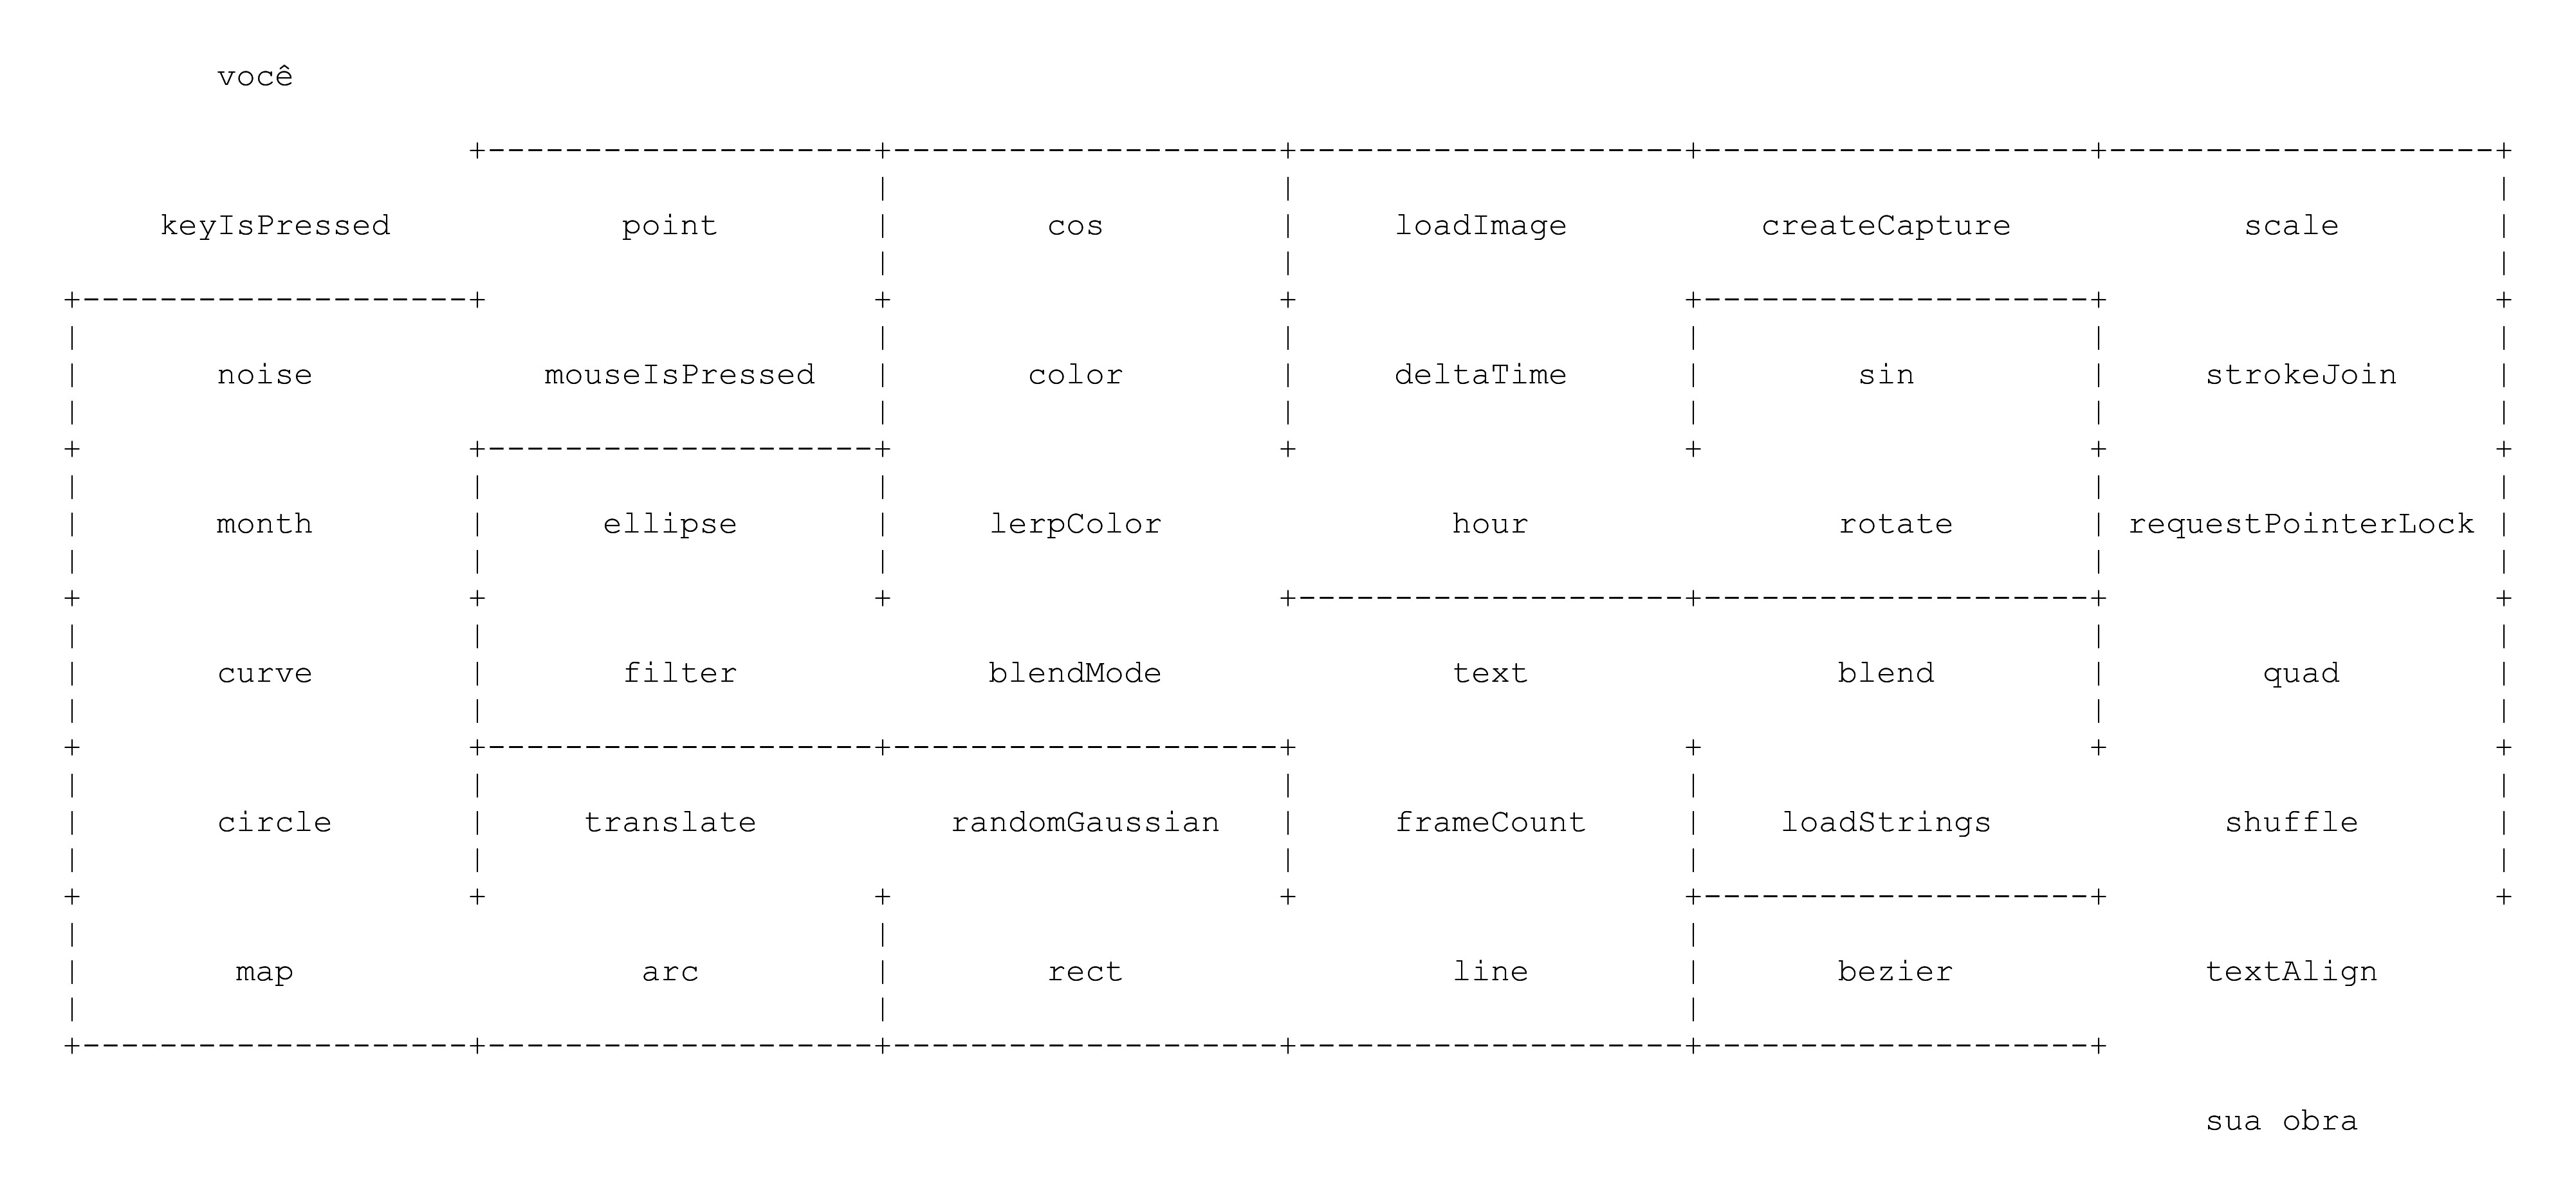 você
keyIsPressed point cos loadImage createCapture scale
noise mouseIsPressed color deltaTime sin strokeJoin
month ellipse lerpColor hour rotate requestPointerLock
curve filter blendMode text blend quad
circle translate randomGaussian frameCount loadStrings shuffle
map arc rect line bezier textAlign
sua obra